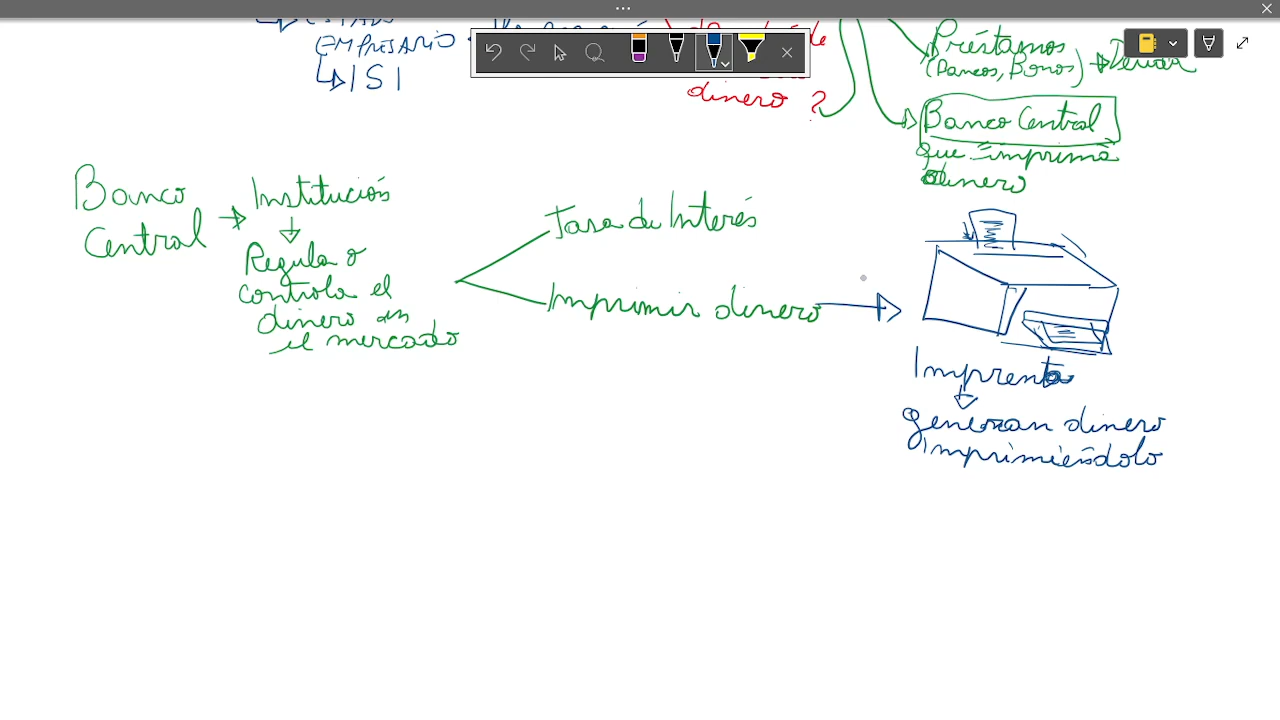 EMPRESARIO
ISI
dinero ?
Préstamos
(Bancos, Bonos)
Banco Central
que imprima
dinero
Banco
Central
Institución
Regula o
controla el
dinero en
el mercado
Tasa de Interés
Imprimir dinero
Imprenta
generan dinero
imprimiéndolo